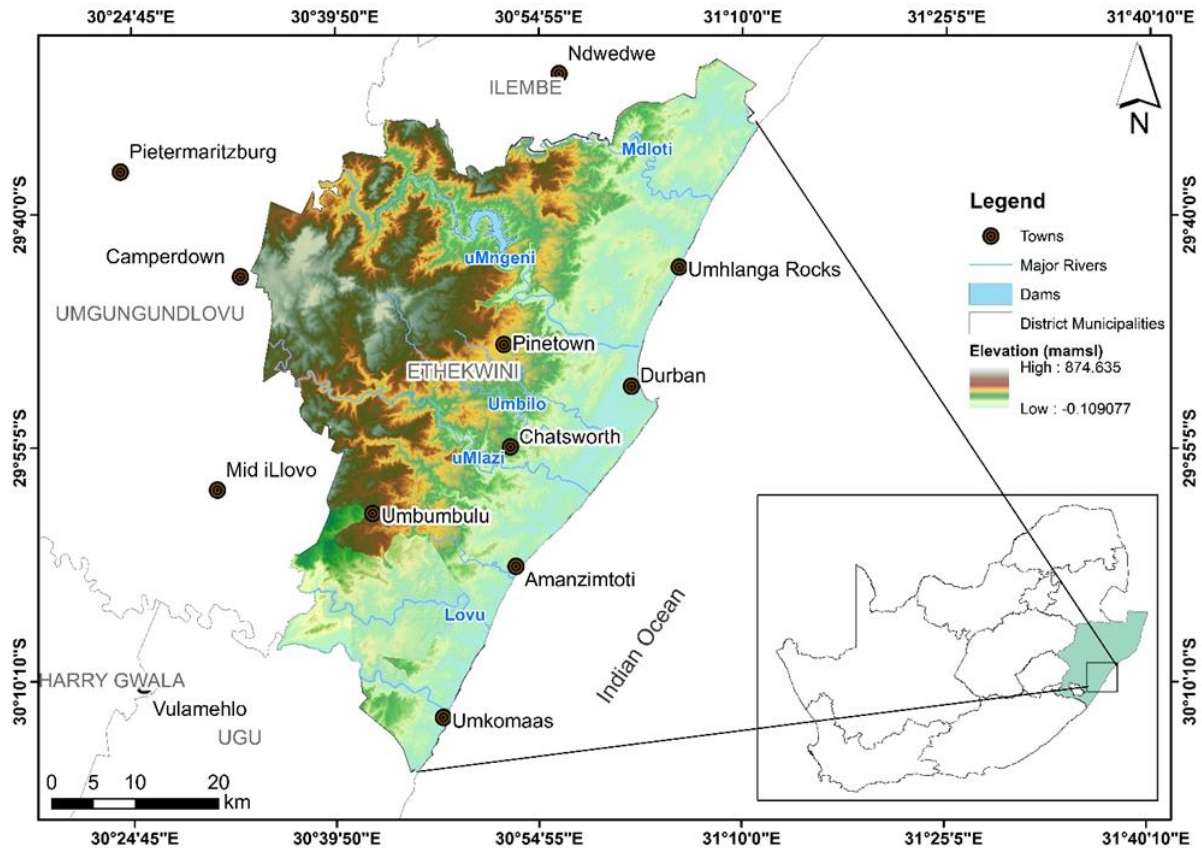 30°24'45"E 30°39'50"E 30°54'55"E 31°10'0"E 31°25'5"E 31°40'10"E
Ndwedwe
ILEMBE
N
Pietermaritzburg
Mdloti
29°40'0"S
29°40'0"S
Legend
Towns
Major Rivers
Dams
District Municipalities
Elevation (mamsl)
High : 874.635
Low : -0.109077
Camperdown
uMngeni
Umhlanga Rocks
UMGUNGUNDLOVU
Pinetown
ETHEKWINI
Durban
Umbilo
Chatsworth
29°55'5"S
29°55'5"S
uMlazi
Mid iLlovo
Umbumbulu
Amanzimtoti
Lovu
Indian Ocean
30°10'10"S
30°10'10"S
HARRY GWALA
Vulamehlo
UGU
Umkomaas
0 5 10 20
km
30°24'45"E 30°39'50"E 30°54'55"E 31°10'0"E 31°25'5"E 31°40'10"E